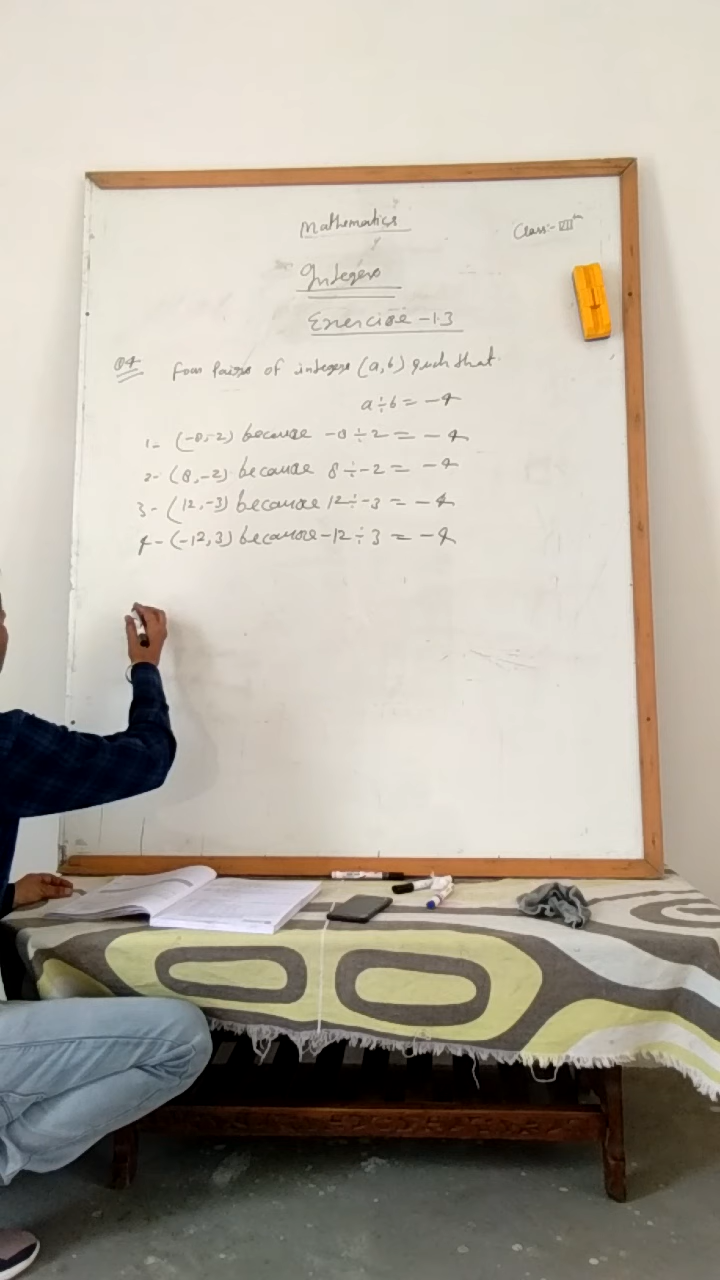 Mathematics
Class:- VII th
Integers
Exercise - 1.3
Q4 Four Pairs of integers (a,b) such that
a ÷ b = -4
1- (-8,-2) because -8 ÷ 2 = -4
2- (8,-2) because 8 ÷ -2 = -4
3- (12,-3) because 12 ÷ -3 = -4
4- (-12,3) because -12 ÷ 3 = -4